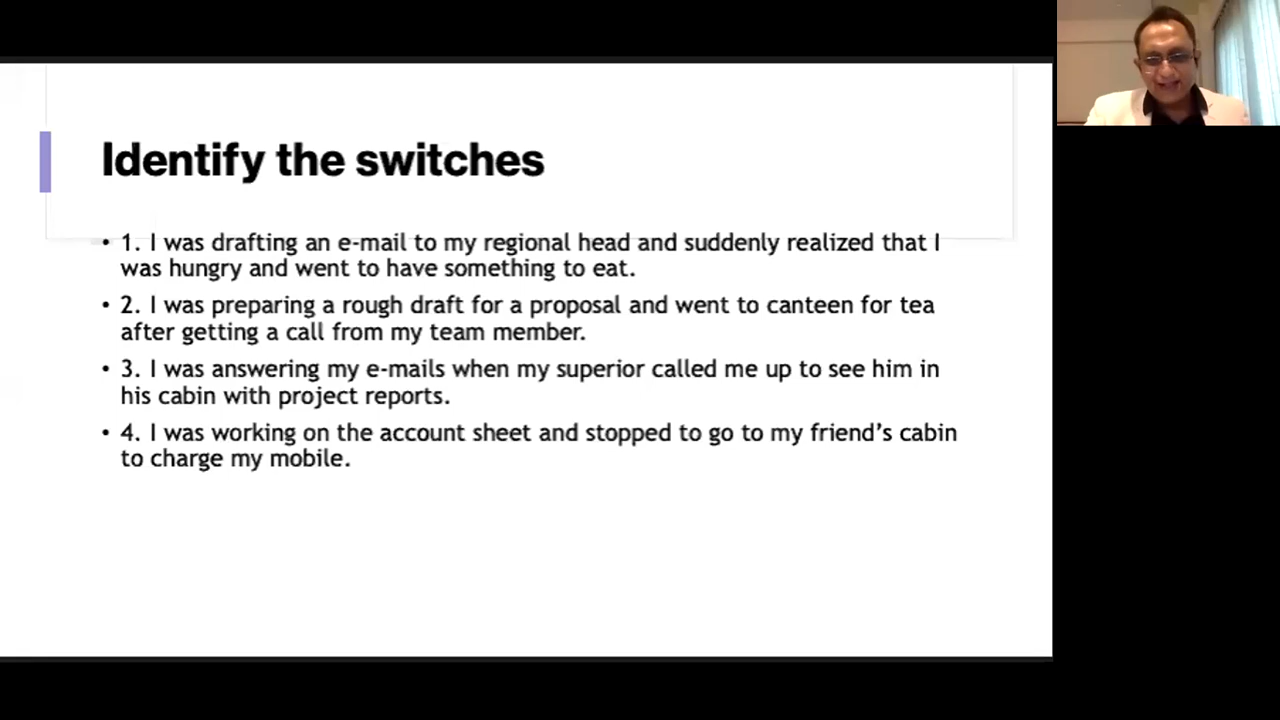 Identify the switches
• 1. I was drafting an e-mail to my regional head and suddenly realized that I
was hungry and went to have something to eat.
• 2. I was preparing a rough draft for a proposal and went to canteen for tea
after getting a call from my team member.
• 3. I was answering my e-mails when my superior called me up to see him in
his cabin with project reports.
• 4. I was working on the account sheet and stopped to go to my friend’s cabin
to charge my mobile.